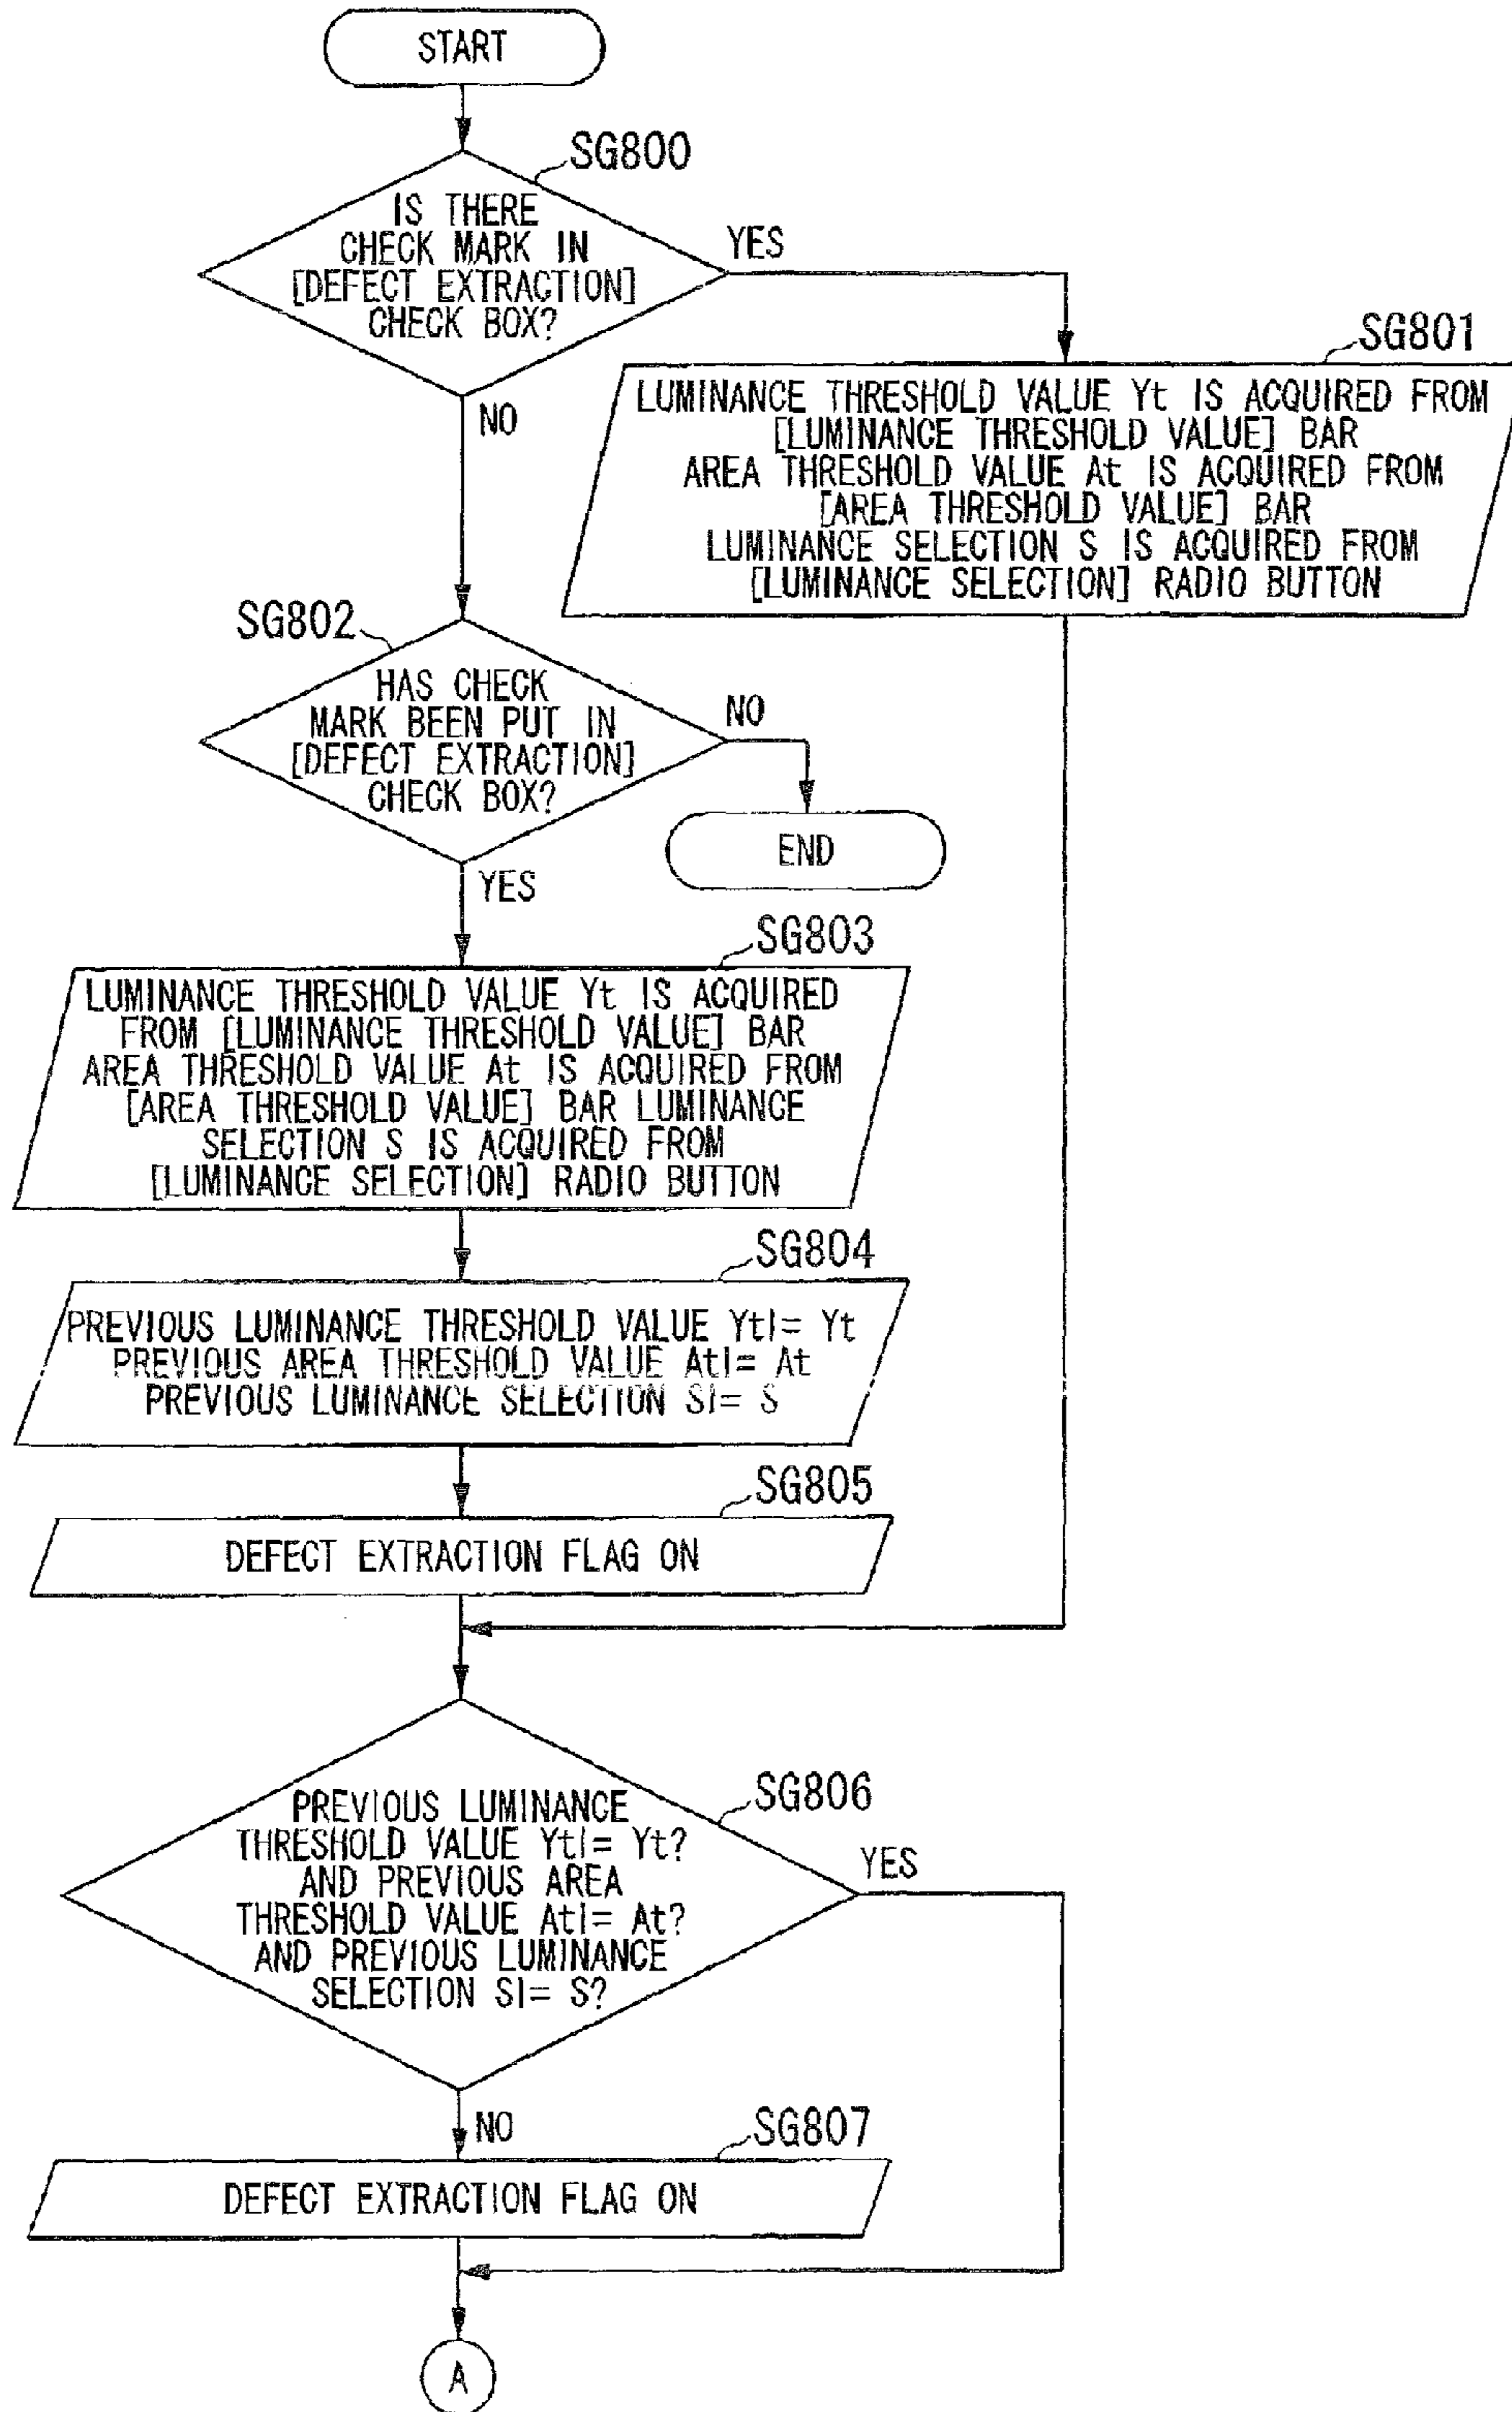 START
SG800
IS THERE
CHECK MARK IN
[DEFECT EXTRACTION]
CHECK BOX?
YES
NO
SG801
LUMINANCE THRESHOLD VALUE Yt IS ACQUIRED FROM
[LUMINANCE THRESHOLD VALUE] BAR
AREA THRESHOLD VALUE At IS ACQUIRED FROM
[AREA THRESHOLD VALUE] BAR
LUMINANCE SELECTION S IS ACQUIRED FROM
[LUMINANCE SELECTION] RADIO BUTTON
SG802
HAS CHECK
MARK BEEN PUT IN
[DEFECT EXTRACTION]
CHECK BOX?
NO
END
YES
SG803
LUMINANCE THRESHOLD VALUE Yt IS ACQUIRED
FROM [LUMINANCE THRESHOLD VALUE] BAR
AREA THRESHOLD VALUE At IS ACQUIRED FROM
[AREA THRESHOLD VALUE] BAR LUMINANCE
SELECTION S IS ACQUIRED FROM
[LUMINANCE SELECTION] RADIO BUTTON
SG804
PREVIOUS LUMINANCE THRESHOLD VALUE Ytl= Yt
PREVIOUS AREA THRESHOLD VALUE Atl= At
PREVIOUS LUMINANCE SELECTION Sl= S
SG805
DEFECT EXTRACTION FLAG ON
SG806
PREVIOUS LUMINANCE
THRESHOLD VALUE Ytl= Yt?
AND PREVIOUS AREA
THRESHOLD VALUE Atl= At?
AND PREVIOUS LUMINANCE
SELECTION Sl= S?
YES
NO
SG807
DEFECT EXTRACTION FLAG ON
A